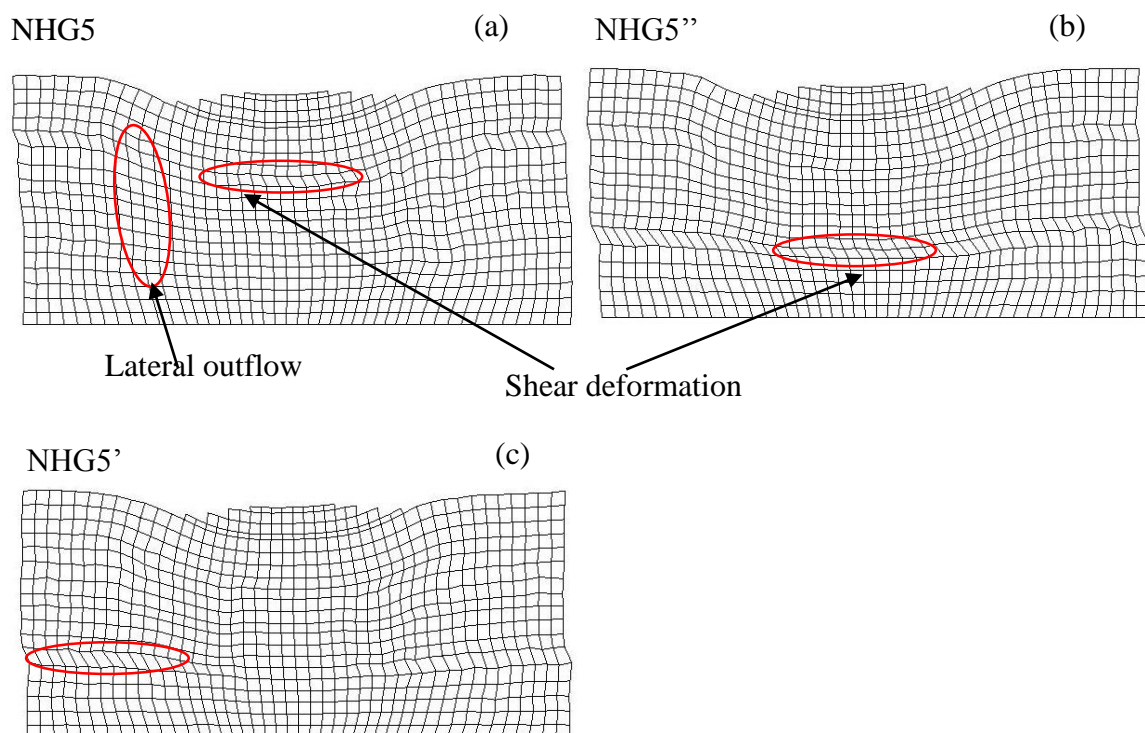 NHG5
(a)
NHG5’’
(b)
Lateral outflow
Shear deformation
NHG5’
(c)